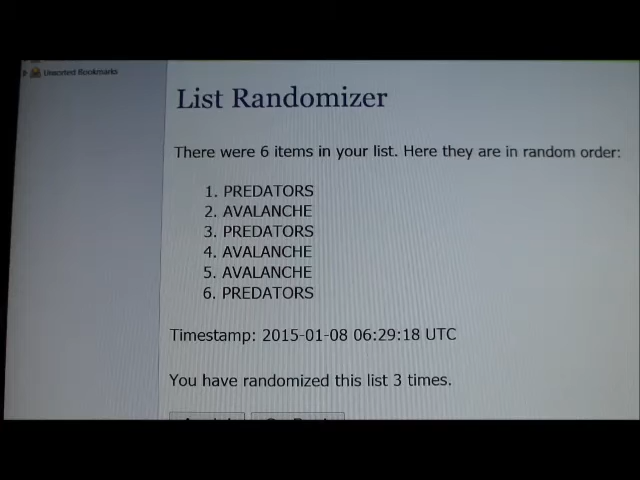 Unsorted Bookmarks
List Randomizer
There were 6 items in your list. Here they are in random order:
1. PREDATORS
2. AVALANCHE
3. PREDATORS
4. AVALANCHE
5. AVALANCHE
6. PREDATORS
Timestamp: 2015-01-08 06:29:18 UTC
You have randomized this list 3 times.